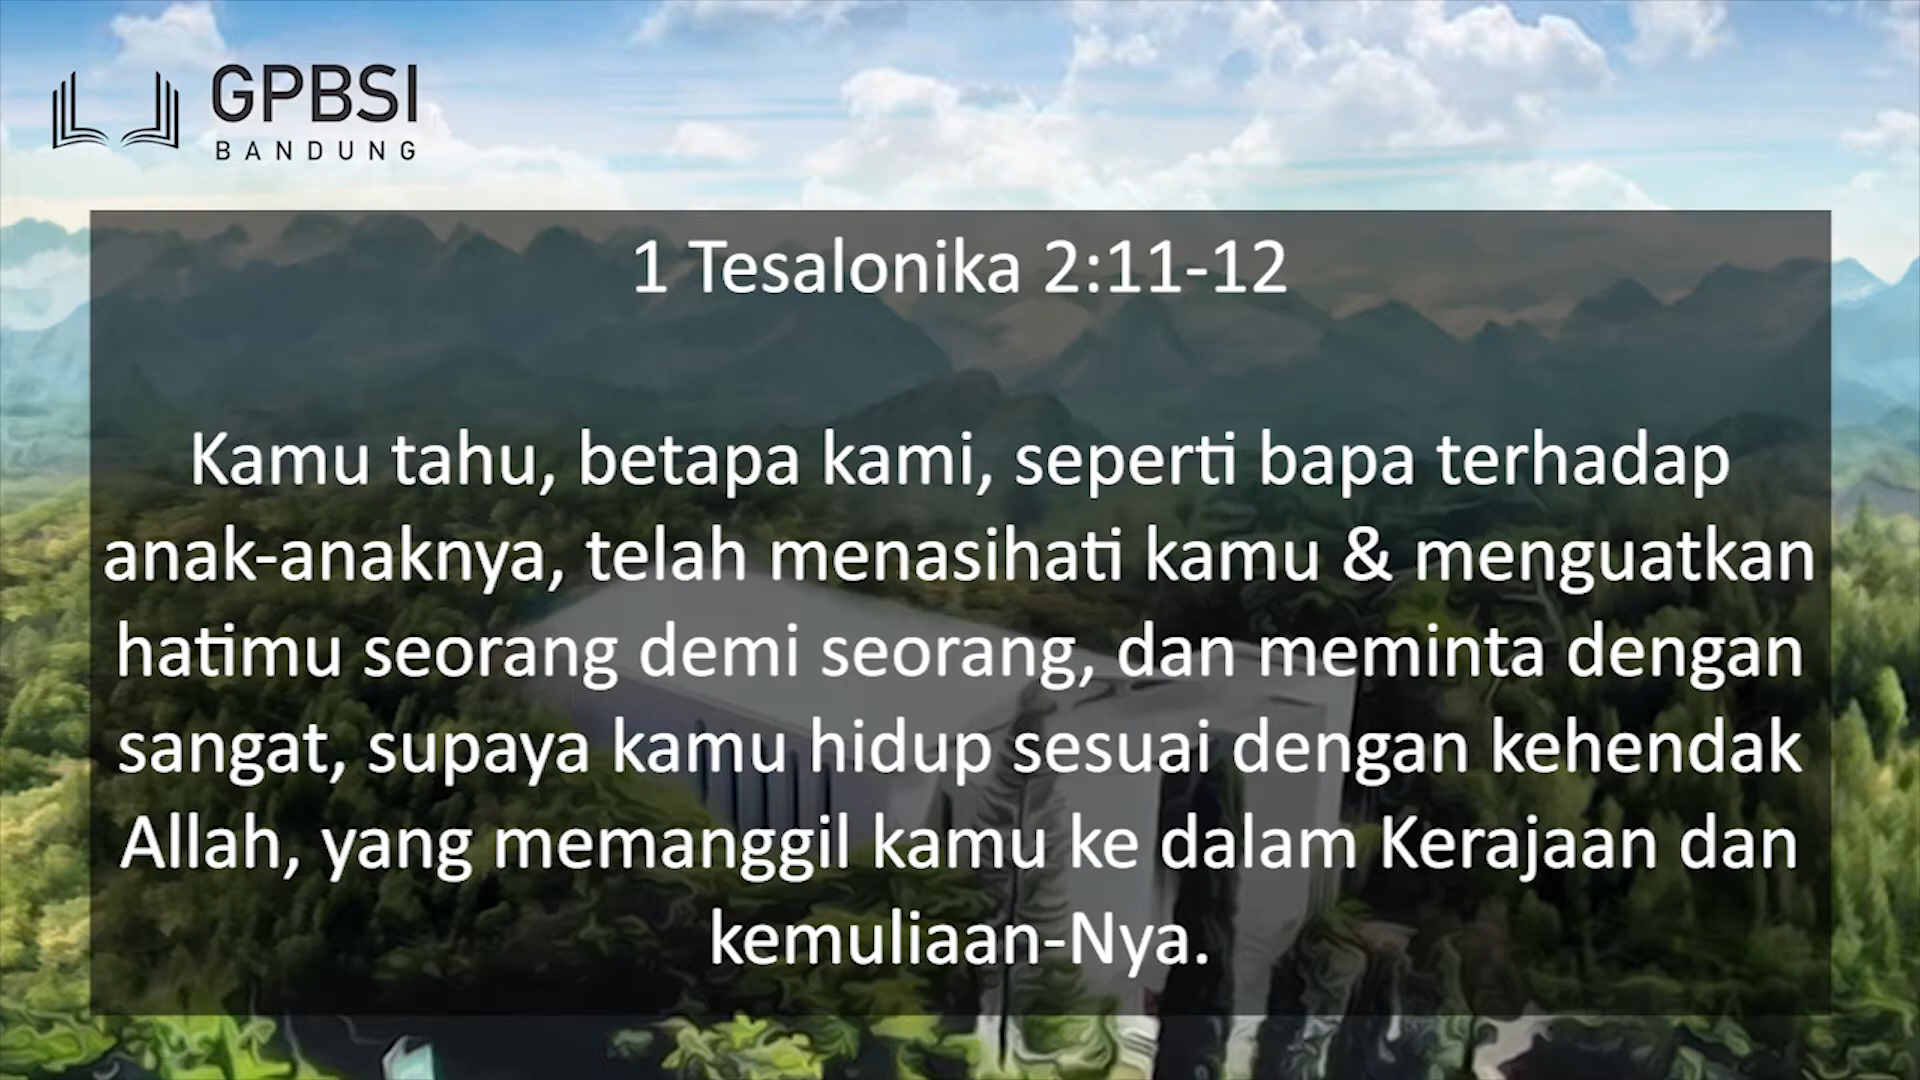 GPBSI
BANDUNG
1 Tesalonika 2:11-12
Kamu tahu, betapa kami, seperti bapa terhadap
anak-anaknya, telah menasihati kamu & menguatkan
hatimu seorang demi seorang, dan meminta dengan
sangat, supaya kamu hidup sesuai dengan kehendak
Allah, yang memanggil kamu ke dalam Kerajaan dan
kemuliaan-Nya.